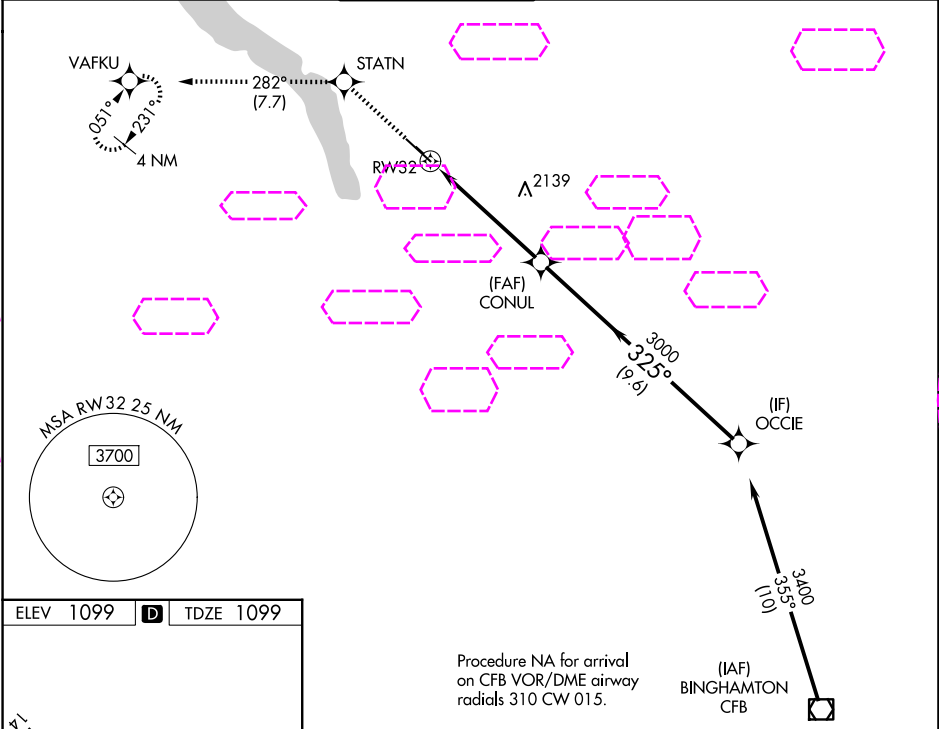 VAFKU
STATN
282°
(7.7)
051°
231°
4 NM
RW32
2139
(FAF)
CONUL
3000
325°
(9.6)
(IF)
OCCIE
MSA RW32 25 NM
3700
3400
355°
(10)
ELEV 1099 D TDZE 1099
Procedure NA for arrival
on CFB VOR/DME airway
radials 310 CW 015.
(IAF)
BINGHAMTON
CFB
14